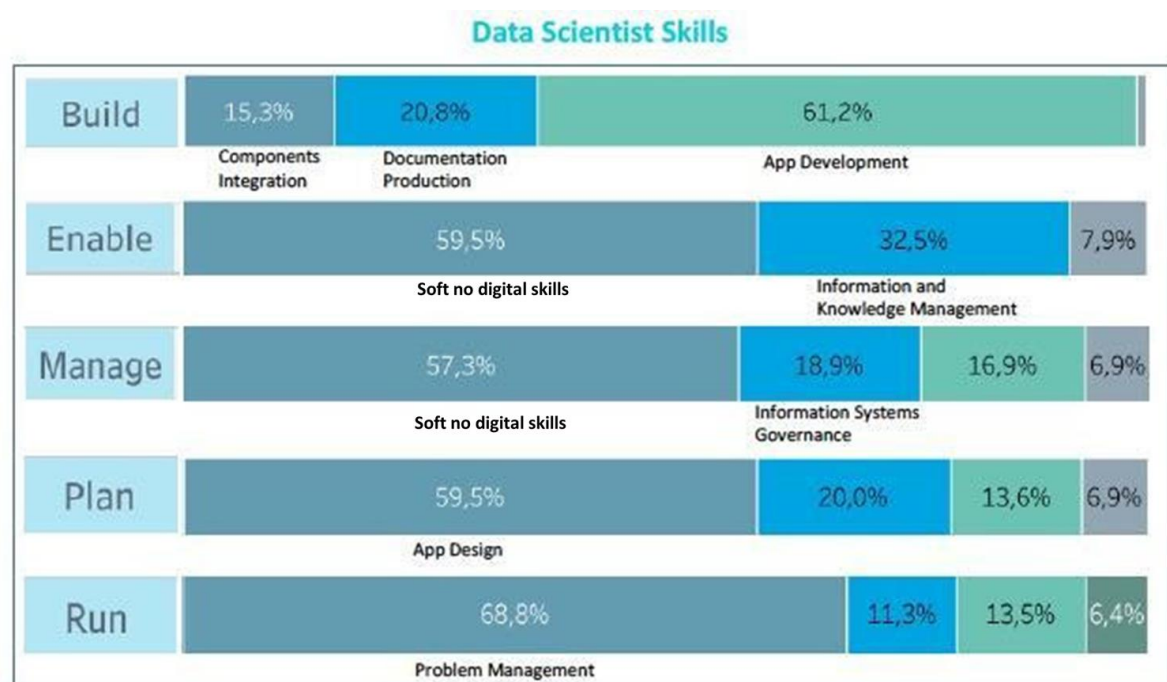 Data Scientist Skills
Build
15,3%
20,8%
61,2%
Components
Integration
Documentation
Production
App Development
Enable
59,5%
32,5%
7,9%
Soft no digital skills
Information and
Knowledge Management
Manage
57,3%
18,9%
16,9%
6,9%
Soft no digital skills
Information Systems
Governance
Plan
59,5%
20,0%
13,6%
6,9%
App Design
Run
68,8%
11,3%
13,5%
6,4%
Problem Management